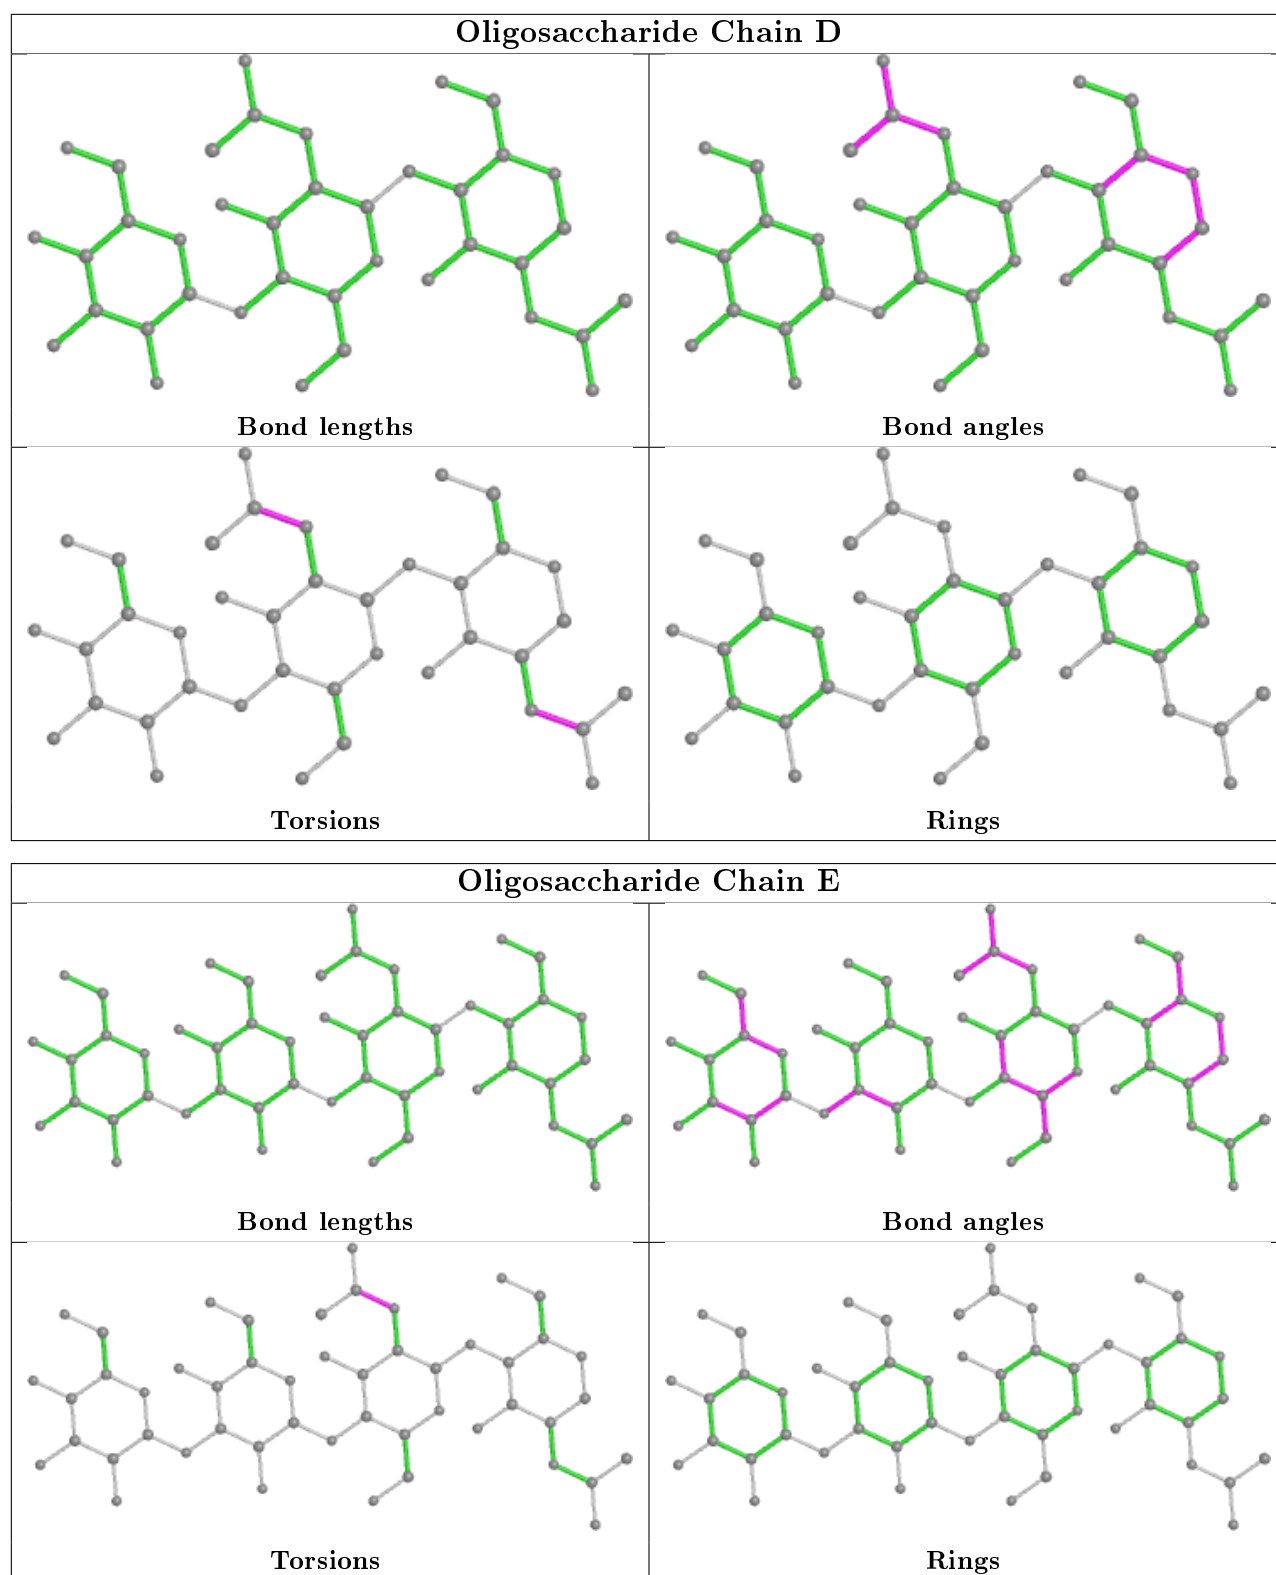 Oligosaccharide Chain D
Bond lengths
Bond angles
Torsions
Rings
Oligosaccharide Chain E
Bond lengths
Bond angles
Torsions
Rings